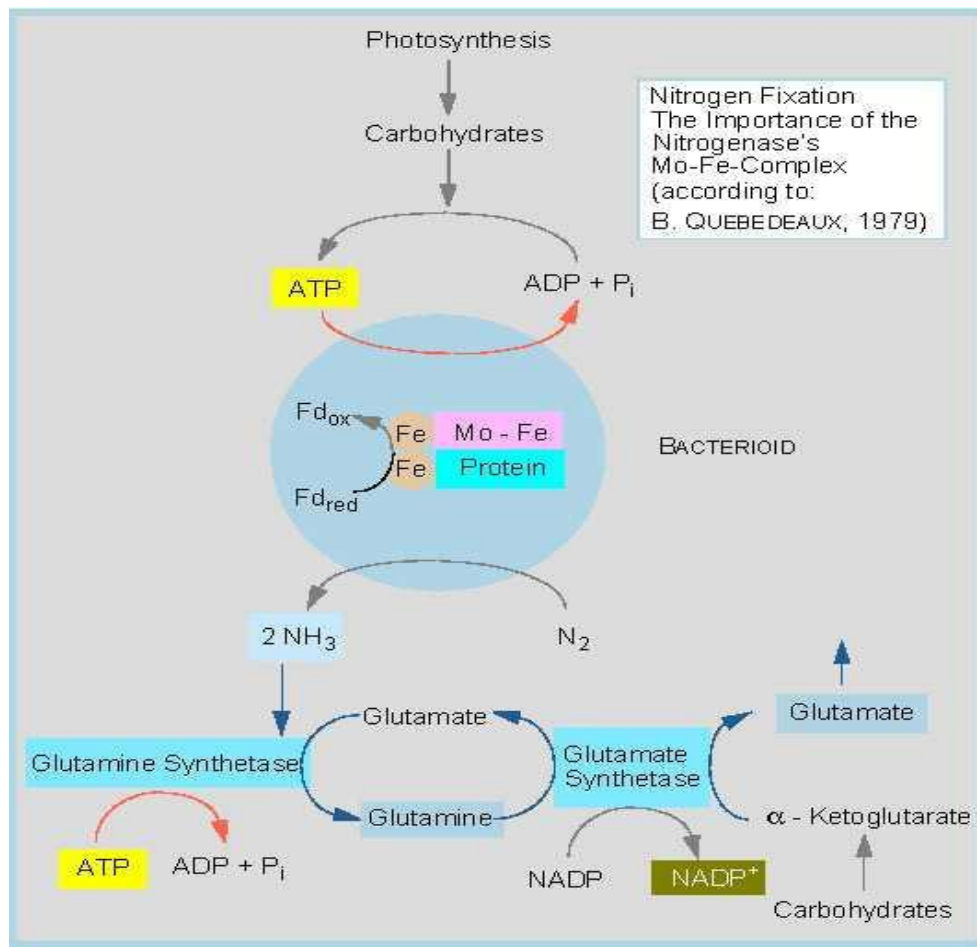 Photosynthesis
Carbohydrates
Nitrogen Fixation
The Importance of the
Nitrogenase's
Mo-Fe-Complex
(according to:
B. QUEBEDEAUX, 1979)
ATP
ADP + Pi
Fdox
Fe
Mo - Fe
Fe
Protein
Fdred
BACTERIOID
2 NH3
N2
Glutamate
Glutamate
Glutamine Synthetase
Glutamate
Synthetase
Glutamine
α - Ketoglutarate
ATP
ADP + Pi
NADP
NADP+
Carbohydrates